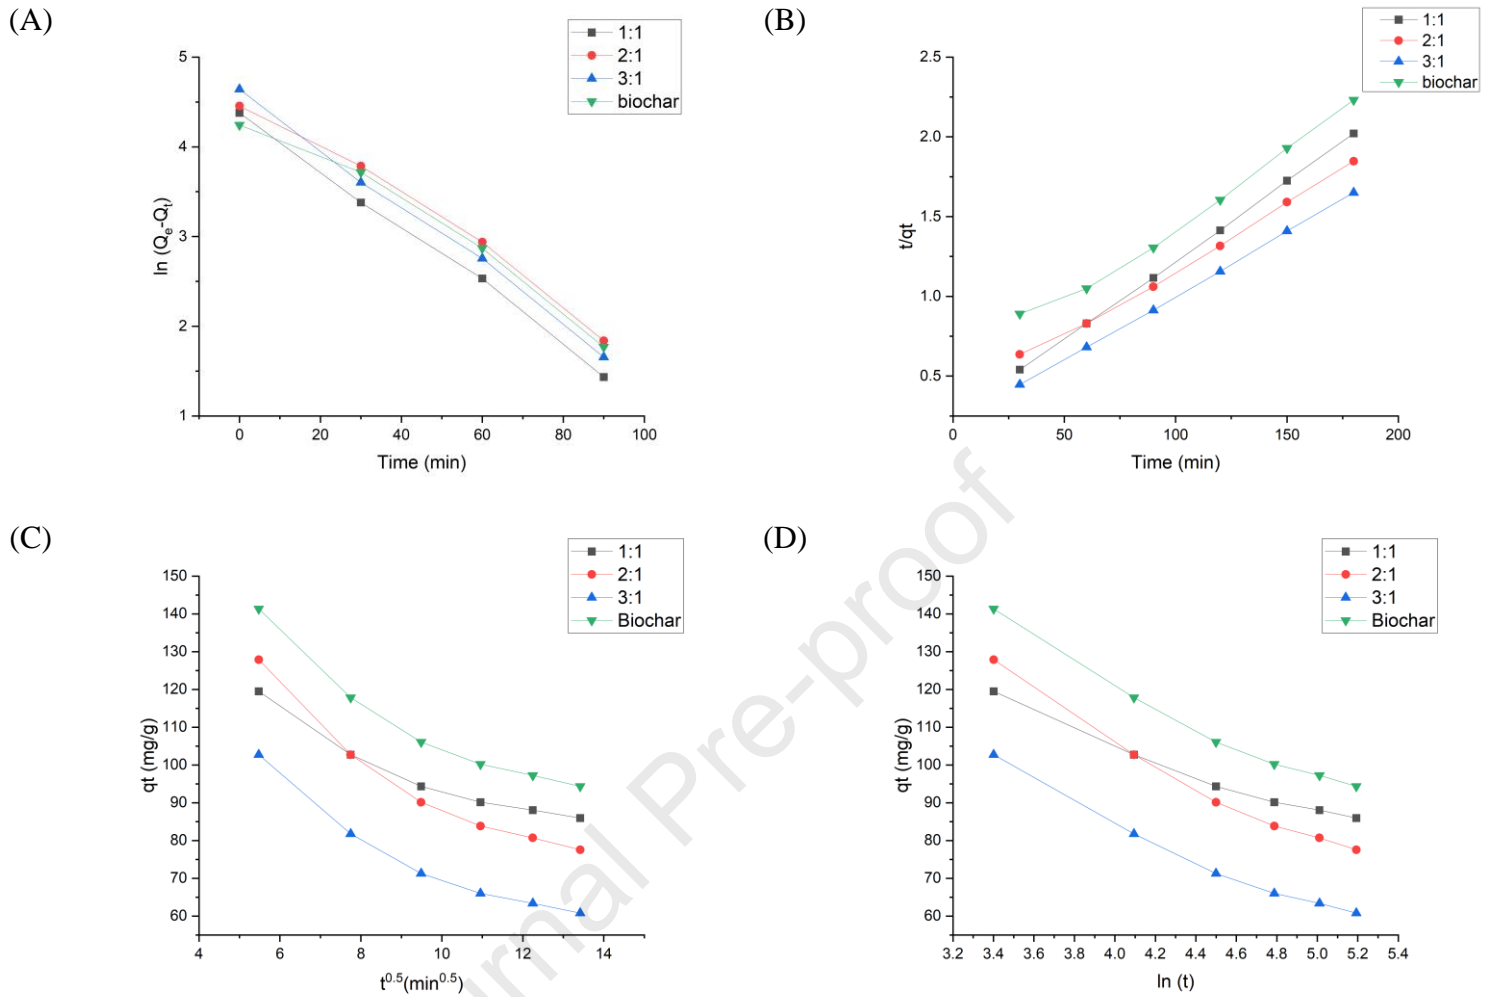 (A)
1:1
2:1
3:1
biochar
5
4
3
2
1
ln (Qe-Qt)
0 20 40 60 80 100
Time (min)
(B)
1:1
2:1
3:1
biochar
2.5
2.0
1.5
1.0
0.5
t/qt
0 50 100 150 200
Time (min)
(C)
1:1
2:1
3:1
Biochar
150
140
130
120
110
100
90
80
70
60
qt (mg/g)
4 6 8 10 12 14
t^0.5(min^0.5)
(D)
1:1
2:1
3:1
Biochar
150
140
130
120
110
100
90
80
70
60
qt (mg/g)
3.2 3.4 3.6 3.8 4.0 4.2 4.4 4.6 4.8 5.0 5.2 5.4
ln (t)
urnal Pre-proof